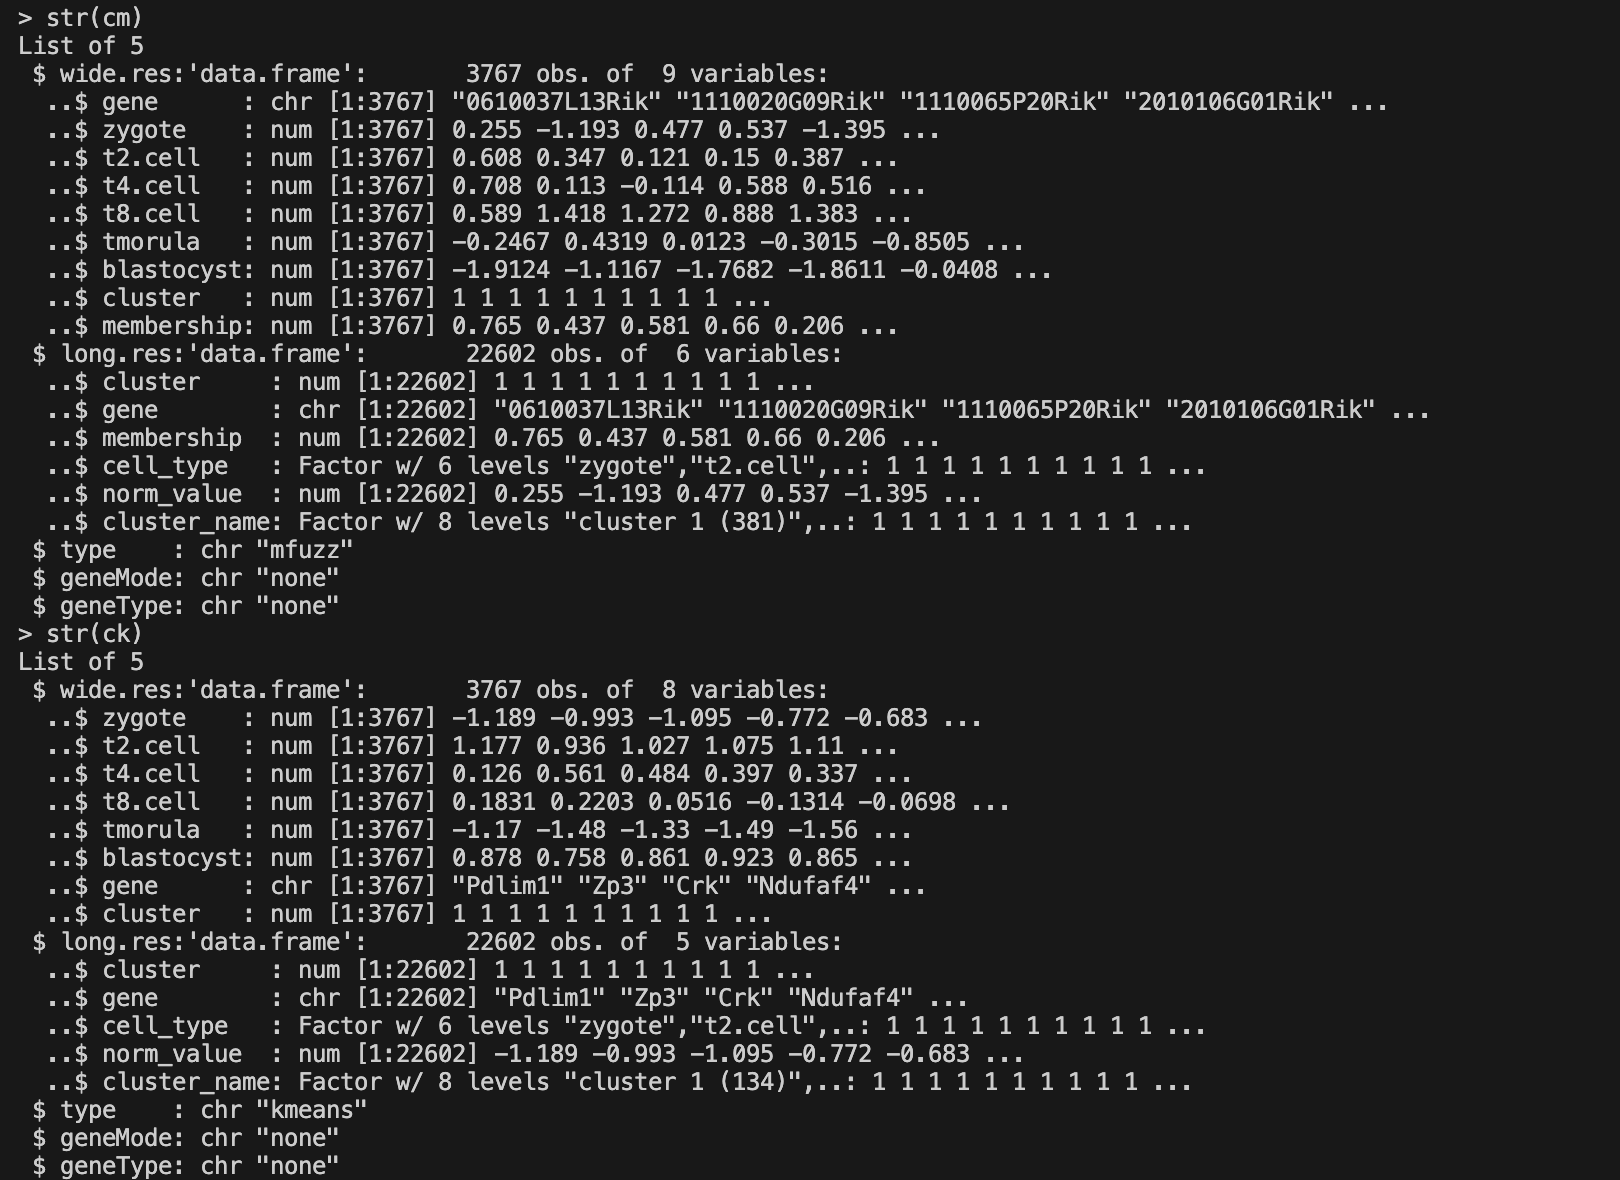 > str(cm)
List of 5
 $ wide.res:'data.frame':	3767 obs. of  9 variables:
  ..$ gene      : chr [1:3767] "0610037L13Rik" "1110020G09Rik" "1110065P20Rik" "2010106G01Rik" ...
  ..$ zygote    : num [1:3767] 0.255 -1.193 0.477 0.537 -1.395 ...
  ..$ t2.cell   : num [1:3767] 0.608 0.347 0.121 0.15 0.387 ...
  ..$ t4.cell   : num [1:3767] 0.708 0.113 -0.114 0.588 0.516 ...
  ..$ t8.cell   : num [1:3767] 0.589 1.418 1.272 0.888 1.383 ...
  ..$ tmorula   : num [1:3767] -0.2467 0.4319 0.0123 -0.3015 -0.8505 ...
  ..$ blastocyst: num [1:3767] -1.9124 -1.1167 -1.7682 -1.8611 -0.0408 ...
  ..$ cluster   : num [1:3767] 1 1 1 1 1 1 1 1 1 1 ...
  ..$ membership: num [1:3767] 0.765 0.437 0.581 0.66 0.206 ...
 $ long.res:'data.frame':	22602 obs. of  6 variables:
  ..$ cluster     : num [1:22602] 1 1 1 1 1 1 1 1 1 1 ...
  ..$ gene        : chr [1:22602] "0610037L13Rik" "1110020G09Rik" "1110065P20Rik" "2010106G01Rik" ...
  ..$ membership  : num [1:22602] 0.765 0.437 0.581 0.66 0.206 ...
  ..$ cell_type   : Factor w/ 6 levels "zygote","t2.cell",..: 1 1 1 1 1 1 1 1 1 1 ...
  ..$ norm_value  : num [1:22602] 0.255 -1.193 0.477 0.537 -1.395 ...
  ..$ cluster_name: Factor w/ 8 levels "cluster 1 (381)",..: 1 1 1 1 1 1 1 1 1 1 ...
 $ type    : chr "mfuzz"
 $ geneMode: chr "none"
 $ geneType: chr "none"
> str(ck)
List of 5
 $ wide.res:'data.frame':	3767 obs. of  8 variables:
  ..$ zygote    : num [1:3767] -1.189 -0.993 -1.095 -0.772 -0.683 ...
  ..$ t2.cell   : num [1:3767] 1.177 0.936 1.027 1.075 1.11 ...
  ..$ t4.cell   : num [1:3767] 0.126 0.561 0.484 0.397 0.337 ...
  ..$ t8.cell   : num [1:3767] 0.1831 0.2203 0.0516 -0.1314 -0.0698 ...
  ..$ tmorula   : num [1:3767] -1.17 -1.48 -1.33 -1.49 -1.56 ...
  ..$ blastocyst: num [1:3767] 0.878 0.758 0.861 0.923 0.865 ...
  ..$ gene      : chr [1:3767] "Pdlim1" "Zp3" "Crk" "Ndufaf4" ...
  ..$ cluster   : num [1:3767] 1 1 1 1 1 1 1 1 1 1 ...
 $ long.res:'data.frame':	22602 obs. of  5 variables:
  ..$ cluster     : num [1:22602] 1 1 1 1 1 1 1 1 1 1 ...
  ..$ gene        : chr [1:22602] "Pdlim1" "Zp3" "Crk" "Ndufaf4" ...
  ..$ cell_type   : Factor w/ 6 levels "zygote","t2.cell",..: 1 1 1 1 1 1 1 1 1 1 ...
  ..$ norm_value  : num [1:22602] -1.189 -0.993 -1.095 -0.772 -0.683 ...
  ..$ cluster_name: Factor w/ 8 levels "cluster 1 (134)",..: 1 1 1 1 1 1 1 1 1 1 ...
 $ type    : chr "kmeans"
 $ geneMode: chr "none"
 $ geneType: chr "none"